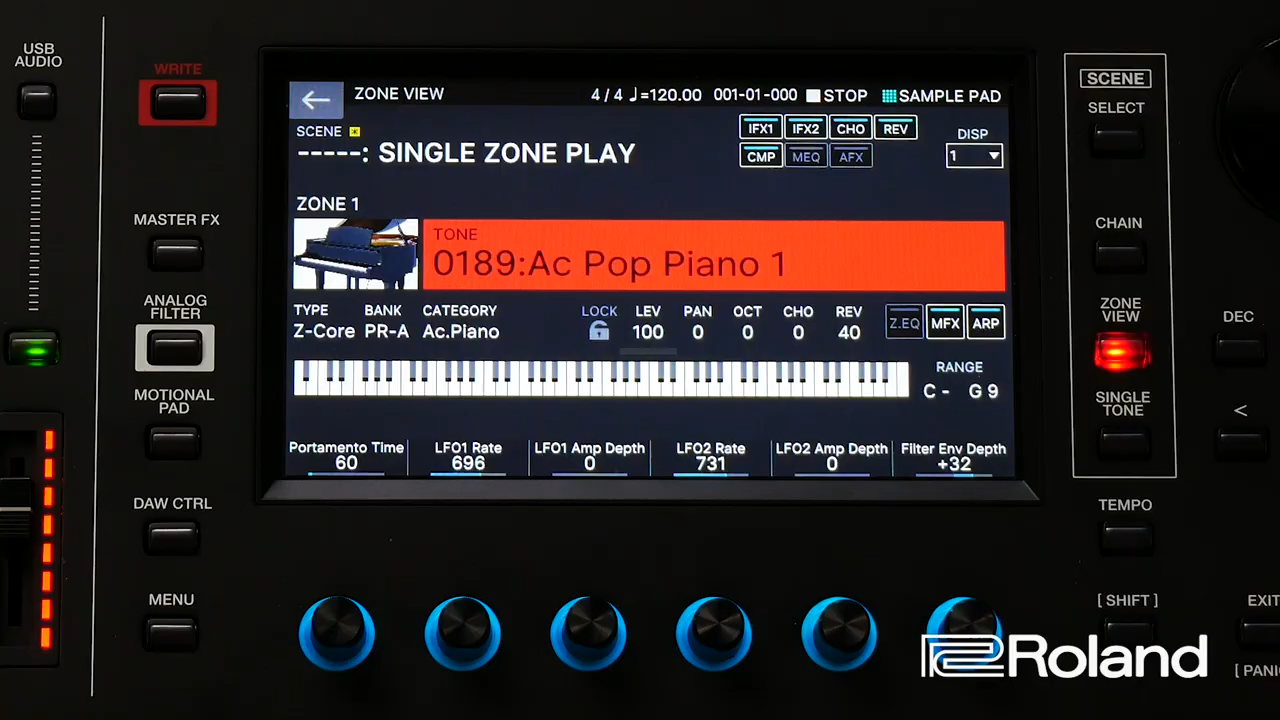 USB
AUDIO
WRITE
MASTER FX
ANALOG
FILTER
MOTIONAL
PAD
DAW CTRL
MENU
ZONE VIEW
4/4 ♩=120.00 001-01-000 STOP SAMPLE PAD
SCENE
-----: SINGLE ZONE PLAY
IFX1 IFX2 CHO REV
CMP MEQ AFX
DISP
1
ZONE 1
TONE
0189:Ac Pop Piano 1
TYPE BANK CATEGORY LOCK LEV PAN OCT CHO REV
Z-Core PR-A Ac.Piano 100 0 0 0 40
Z.EQ MFX ARP
RANGE
C - G 9
Portamento Time LFO1 Rate LFO1 Amp Depth LFO2 Rate LFO2 Amp Depth Filter Env Depth
60 696 0 731 0 +32
SCENE
SELECT
CHAIN
ZONE
VIEW
SINGLE
TONE
TEMPO
[ SHIFT ]
DEC
<
EXIT
[ PANIC
Roland